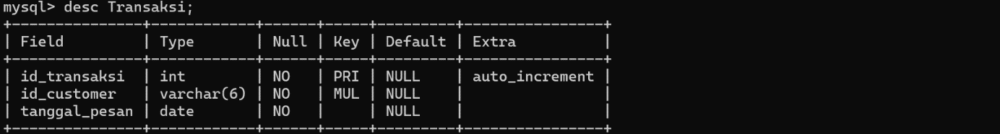 mysql> desc Transaksi;
+---------------+------------+------+-----+---------+----------------+
| Field         | Type       | Null | Key | Default | Extra          |
+---------------+------------+------+-----+---------+----------------+
| id_transaksi  | int        | NO   | PRI | NULL    | auto_increment |
| id_customer   | varchar(6) | NO   | MUL | NULL    |                |
| tanggal_pesan | date       | NO   |     | NULL    |                |
+---------------+------------+------+-----+---------+----------------+